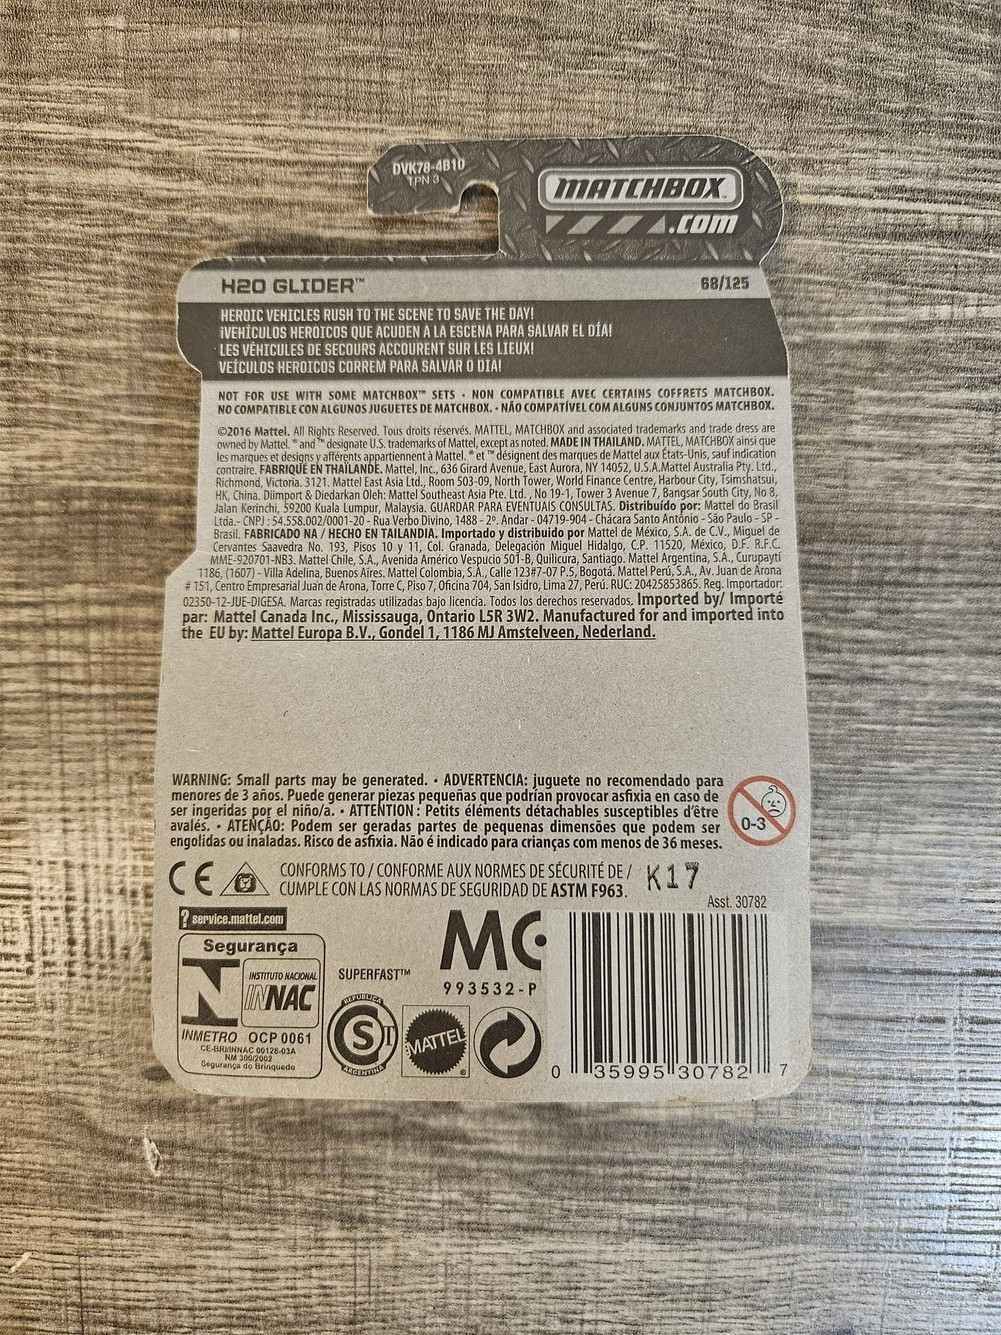 DVK78-4B10
TPN 3
MATCHBOX
.COM
H2O GLIDER™
68/125
HEROIC VEHICLES RUSH TO THE SCENE TO SAVE THE DAY!
¡VEHÍCULOS HEROICOS QUE ACUDEN A LA ESCENA PARA SALVAR EL DÍA!
LES VÉHICULES DE SECOURS ACCOURENT SUR LES LIEUX!
VEÍCULOS HEROICOS CORREM PARA SALVAR O DIA!
NOT FOR USE WITH SOME MATCHBOX™ SETS • NON COMPATIBLE AVEC CERTAINS COFFRETS MATCHBOX.
NO COMPATIBLE CON ALGUNOS JUGUETES DE MATCHBOX. • NÃO COMPATÍVEL COM ALGUNS CONJUNTOS MATCHBOX.
©2016 Mattel. All Rights Reserved. Tous droits réservés. MATTEL, MATCHBOX and associated trademarks and trade dress are
owned by Mattel. ® and ™ designate U.S. trademarks of Mattel, except as noted. MADE IN THAILAND. MATTEL, MATCHBOX ainsi que
les marques et designs y afférents appartiennent à Mattel. ® et ™ désignent des marques de Mattel aux États-Unis, sauf indication
contraire. FABRIQUÉ EN THAÏLANDE. Mattel, Inc., 636 Girard Avenue, East Aurora, NY 14052, U.S.A. Mattel Australia Pty. Ltd.,
Richmond, Victoria. 3121. Mattel East Asia Ltd., Room 503-09, North Tower, World Finance Centre, Harbour City, Tsimshatsui,
HK, China. Diimport & Diedarkan Oleh: Mattel Southeast Asia Pte. Ltd. , No 19-1, Tower 3 Avenue 7, Bangsar South City, No 8,
Jalan Kerinchi, 59200 Kuala Lumpur, Malaysia. GUARDAR PARA EVENTUAIS CONSULTAS. Distribuído por: Mattel do Brasil
Ltda.- CNPJ : 54.558.002/0001-20 - Rua Verbo Divino, 1488 - 2º. Andar - 04719-904 - Chácara Santo Antônio - São Paulo - SP -
Brasil. FABRICADO NA / HECHO EN TAILANDIA. Importado y distribuido por Mattel de México, S.A. de C.V., Miguel de
Cervantes Saavedra No. 193, Pisos 10 y 11, Col. Granada, Delegación Miguel Hidalgo, C.P. 11520, México, D.F. R.F.C.
MME-920701-NB3. Mattel Chile, S.A., Avenida Américo Vespucio 501-B, Quilicura, Santiago. Mattel Argentina, S.A., Curupaytí
1186, (1607) - Villa Adelina, Buenos Aires. Mattel Colombia, S.A., Calle 123#7-07 P.5, Bogotá. Mattel Perú, S.A., Av. Juan de Arona
# 151, Centro Empresarial Juan de Arona, Torre C, Piso 7, Oficina 704, San Isidro, Lima 27, Perú. RUC: 20425853865. Reg. Importador:
02350-12-JUE-DIGESA. Marcas registradas utilizadas bajo licencia. Todos los derechos reservados. Imported by/ Importé
par: Mattel Canada Inc., Mississauga, Ontario L5R 3W2. Manufactured for and imported into
the EU by: Mattel Europa B.V., Gondel 1, 1186 MJ Amstelveen, Nederland.
WARNING: Small parts may be generated. • ADVERTENCIA: juguete no recomendado para
menores de 3 años. Puede generar piezas pequeñas que podrían provocar asfixia en caso de
ser ingeridas por el niño/a. • ATTENTION : Petits éléments détachables susceptibles d'être
avalés. • ATENÇÃO: Podem ser geradas partes de pequenas dimensões que podem ser
engolidas ou inaladas. Risco de asfixia. Não é indicado para crianças com menos de 36 meses.
0-3
CE
CONFORMS TO / CONFORME AUX NORMES DE SÉCURITÉ DE /
CUMPLE CON LAS NORMAS DE SEGURIDAD DE ASTM F963.
K17
Asst. 30782
? service.mattel.com
Segurança
INSTITUTO NACIONAL
INNAC
INMETRO OCP 0061
CE-BRI/INNAC 00128-03A
NM 300/2002
Segurança do Brinquedo
SUPERFAST™
MC
993532-P
REPUBLICA
S
ARGENTINA
MATTEL
®
0 35995 30782 7